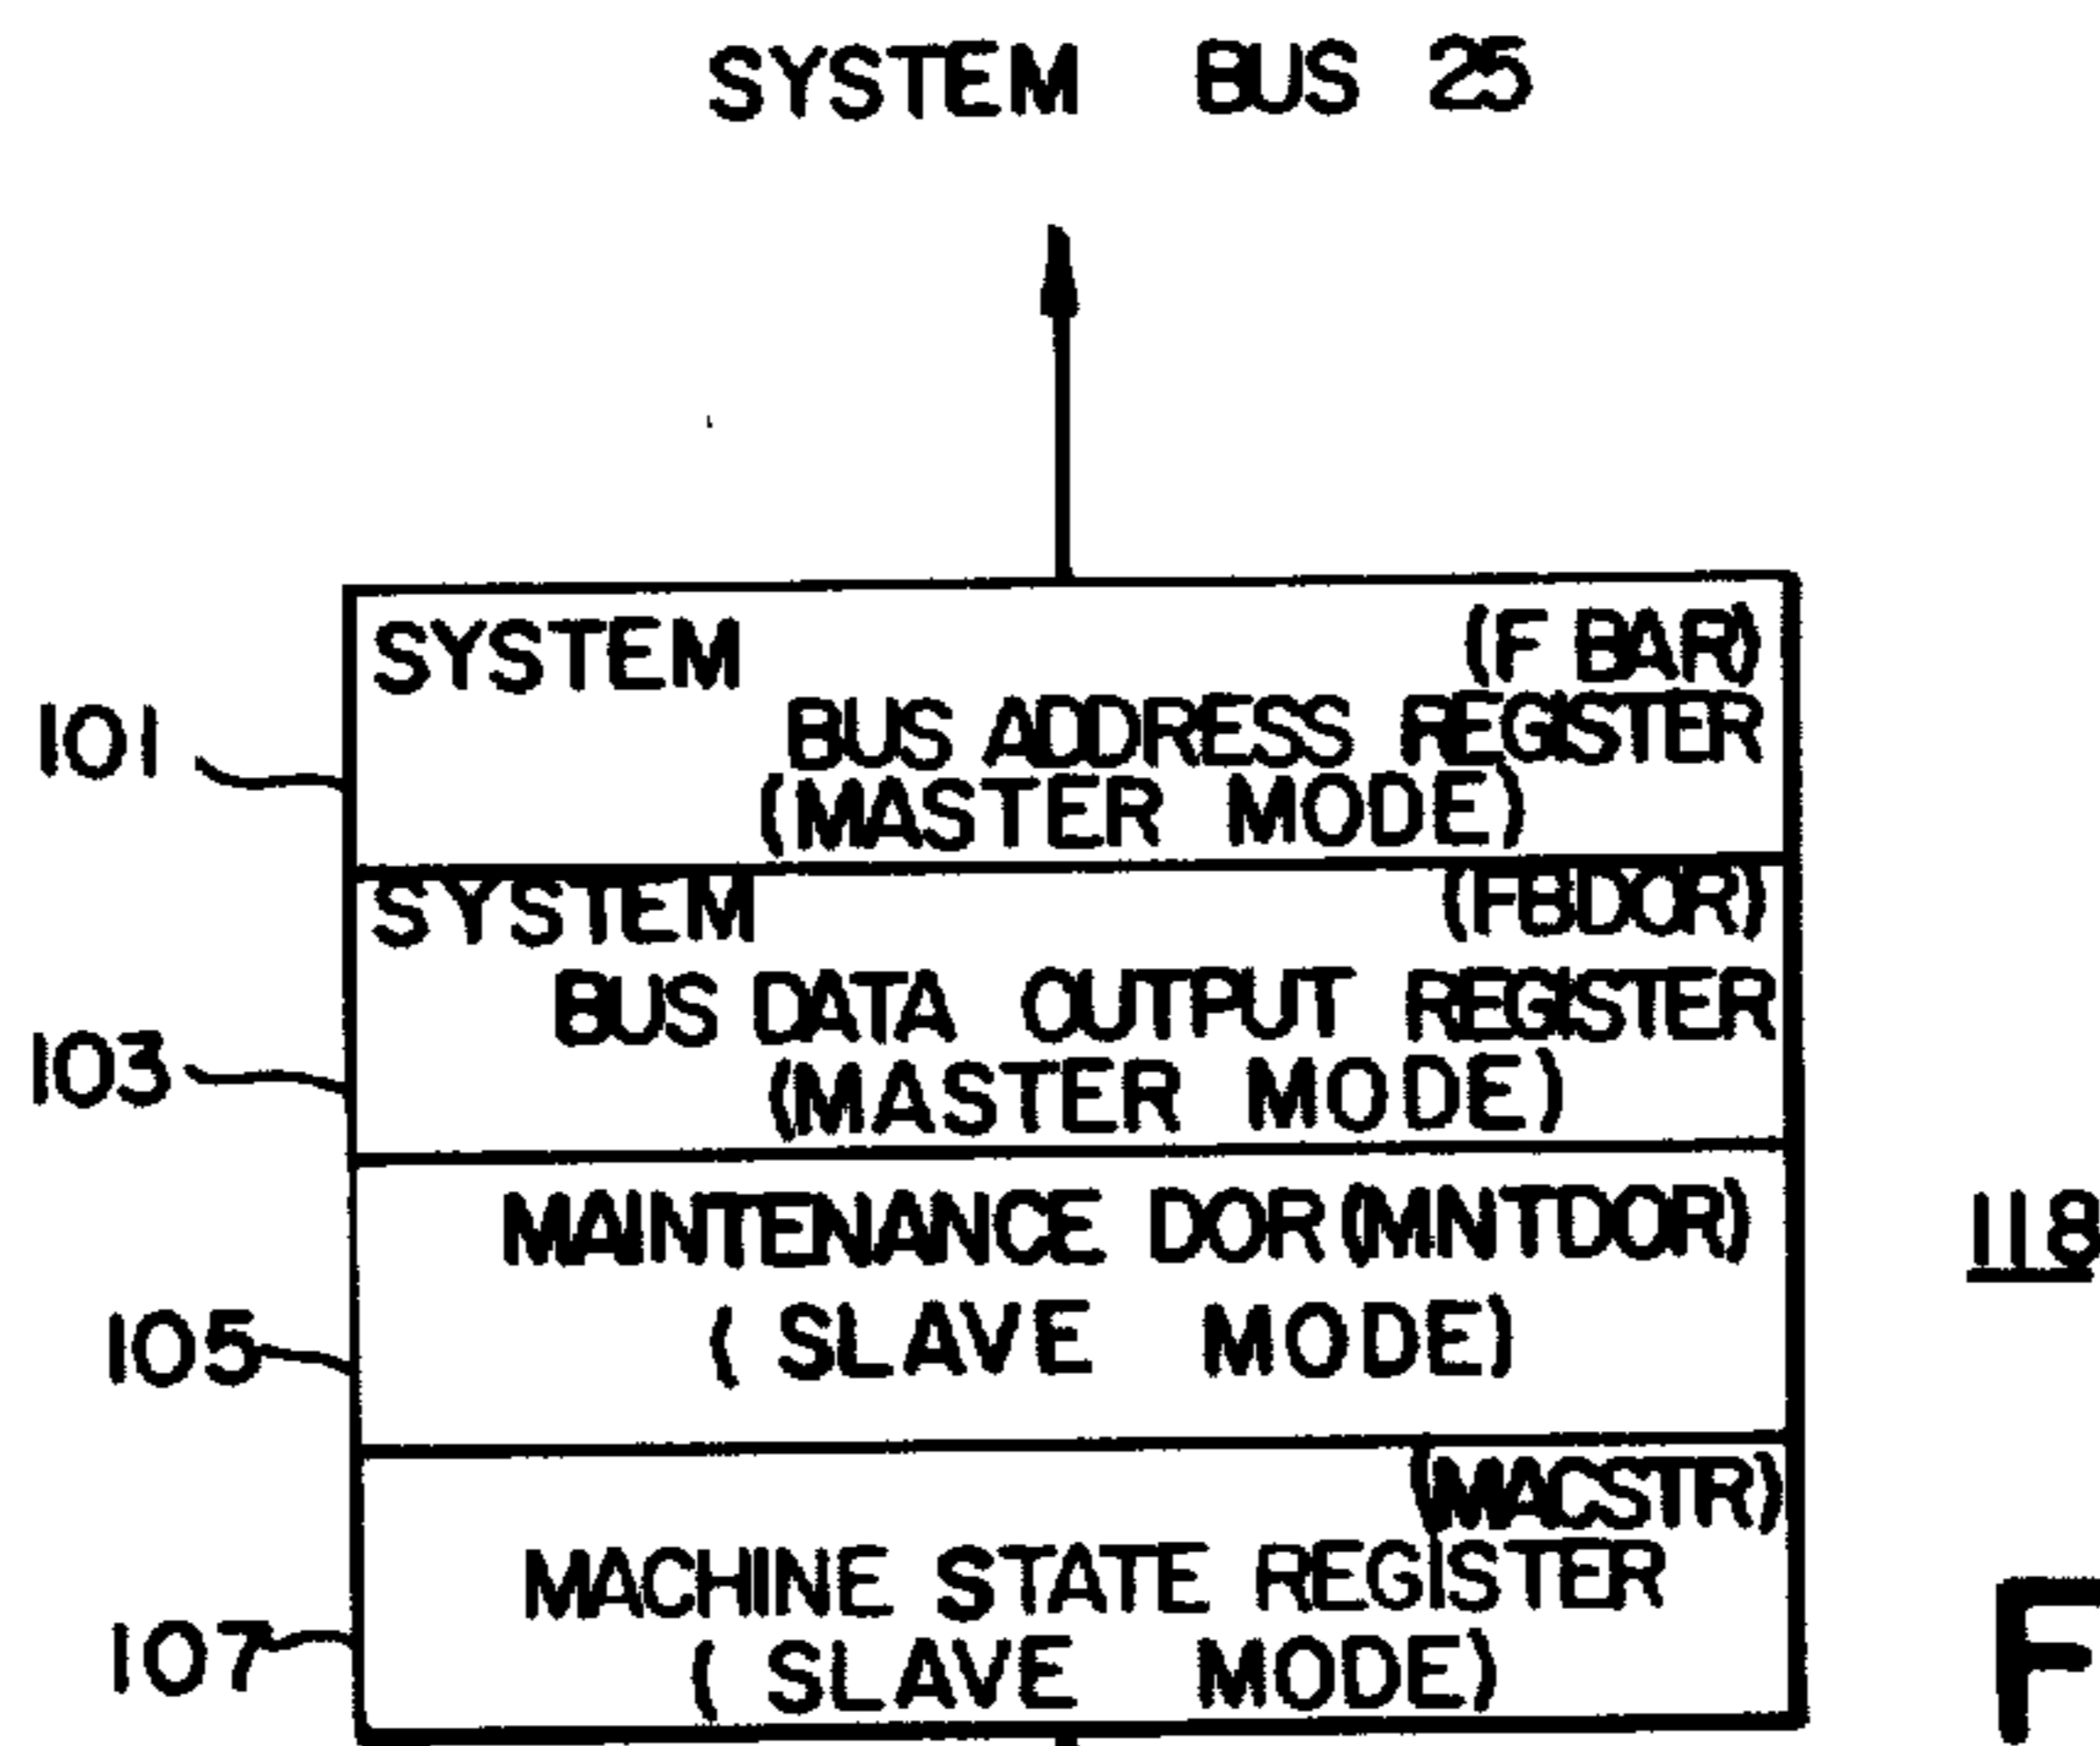 SYSTEM BUS 25
SYSTEM (F BAR)
101
BUS ADDRESS REGISTER
(MASTER MODE)
SYSTEM (FBDOR)
BUS DATA OUTPUT REGISTER
103
(MASTER MODE)
MAINTENANCE DOR (MNTDOR)
118
105
( SLAVE MODE)
(MACSTR)
MACHINE STATE REGISTER
107
( SLAVE MODE)
F